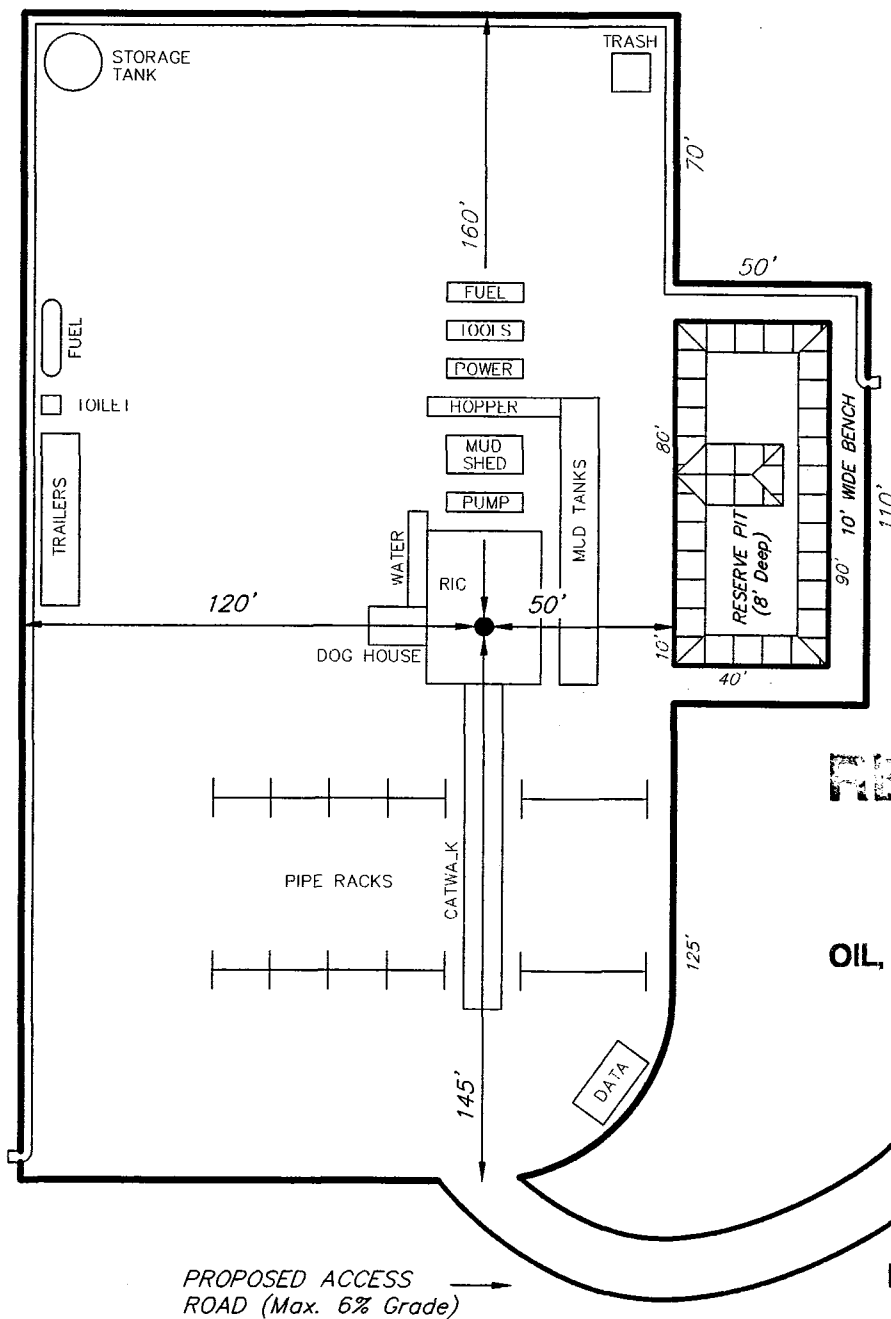 STORAGE
TANK
TRASH
70'
160'
50'
FUEL
TOOLS
POWER
HOPPER
MUD
SHED
PUMP
FUEL
TOILET
TRAILERS
WATER
RIG
MUD TANKS
80'
RESERVE PIT
(8' Deep)
10' WIDE BENCH
90'
110'
120'
50'
10'
40'
DOG HOUSE
PIPE RACKS
CATWALK
125'
OIL,
145'
DATA
PROPOSED ACCESS
ROAD (Max. 6% Grade)